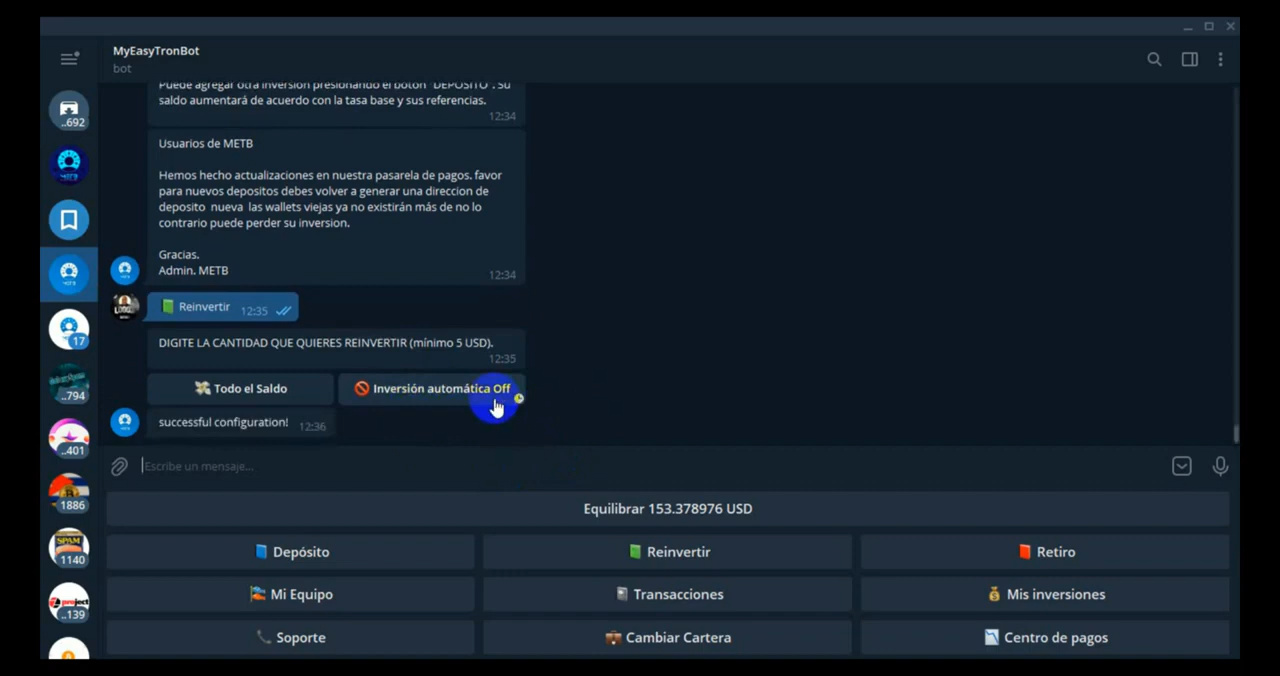 MyEasyTronBot
bot
Puede agregar otra inversión presionando el botón "DEPÓSITO". Su
saldo aumentará de acuerdo con la tasa base y sus referencias.
12:34
Usuarios de METB
Hemos hecho actualizaciones en nuestra pasarela de pagos. favor
para nuevos depositos debes volver a generar una direccion de
deposito nueva las wallets viejas ya no existirán más de no lo
contrario puede perder su inversion.
Gracias.
Admin. METB
12:34
Reinvertir 12:35
DIGITE LA CANTIDAD QUE QUIERES REINVERTIR (mínimo 5 USD).
12:35
Todo el Saldo
Inversión automática Off
successful configuration! 12:36
Escribe un mensaje...
Equilibrar 153.378976 USD
Depósito
Reinvertir
Retiro
Mi Equipo
Transacciones
Mis inversiones
Soporte
Cambiar Cartera
Centro de pagos
..692
17
..794
..401
1886
SPAM
1140
..139